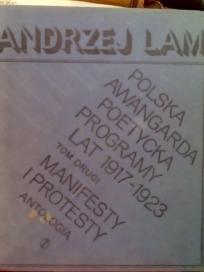 ANDRZEJ LAM
POLSKA
AWANGARDA
POETYCKA
PROGRAMY
LAT 1917-1923
TOM DRUGI
MANIFESTY
I PROTESTY
ANTOLOGIA